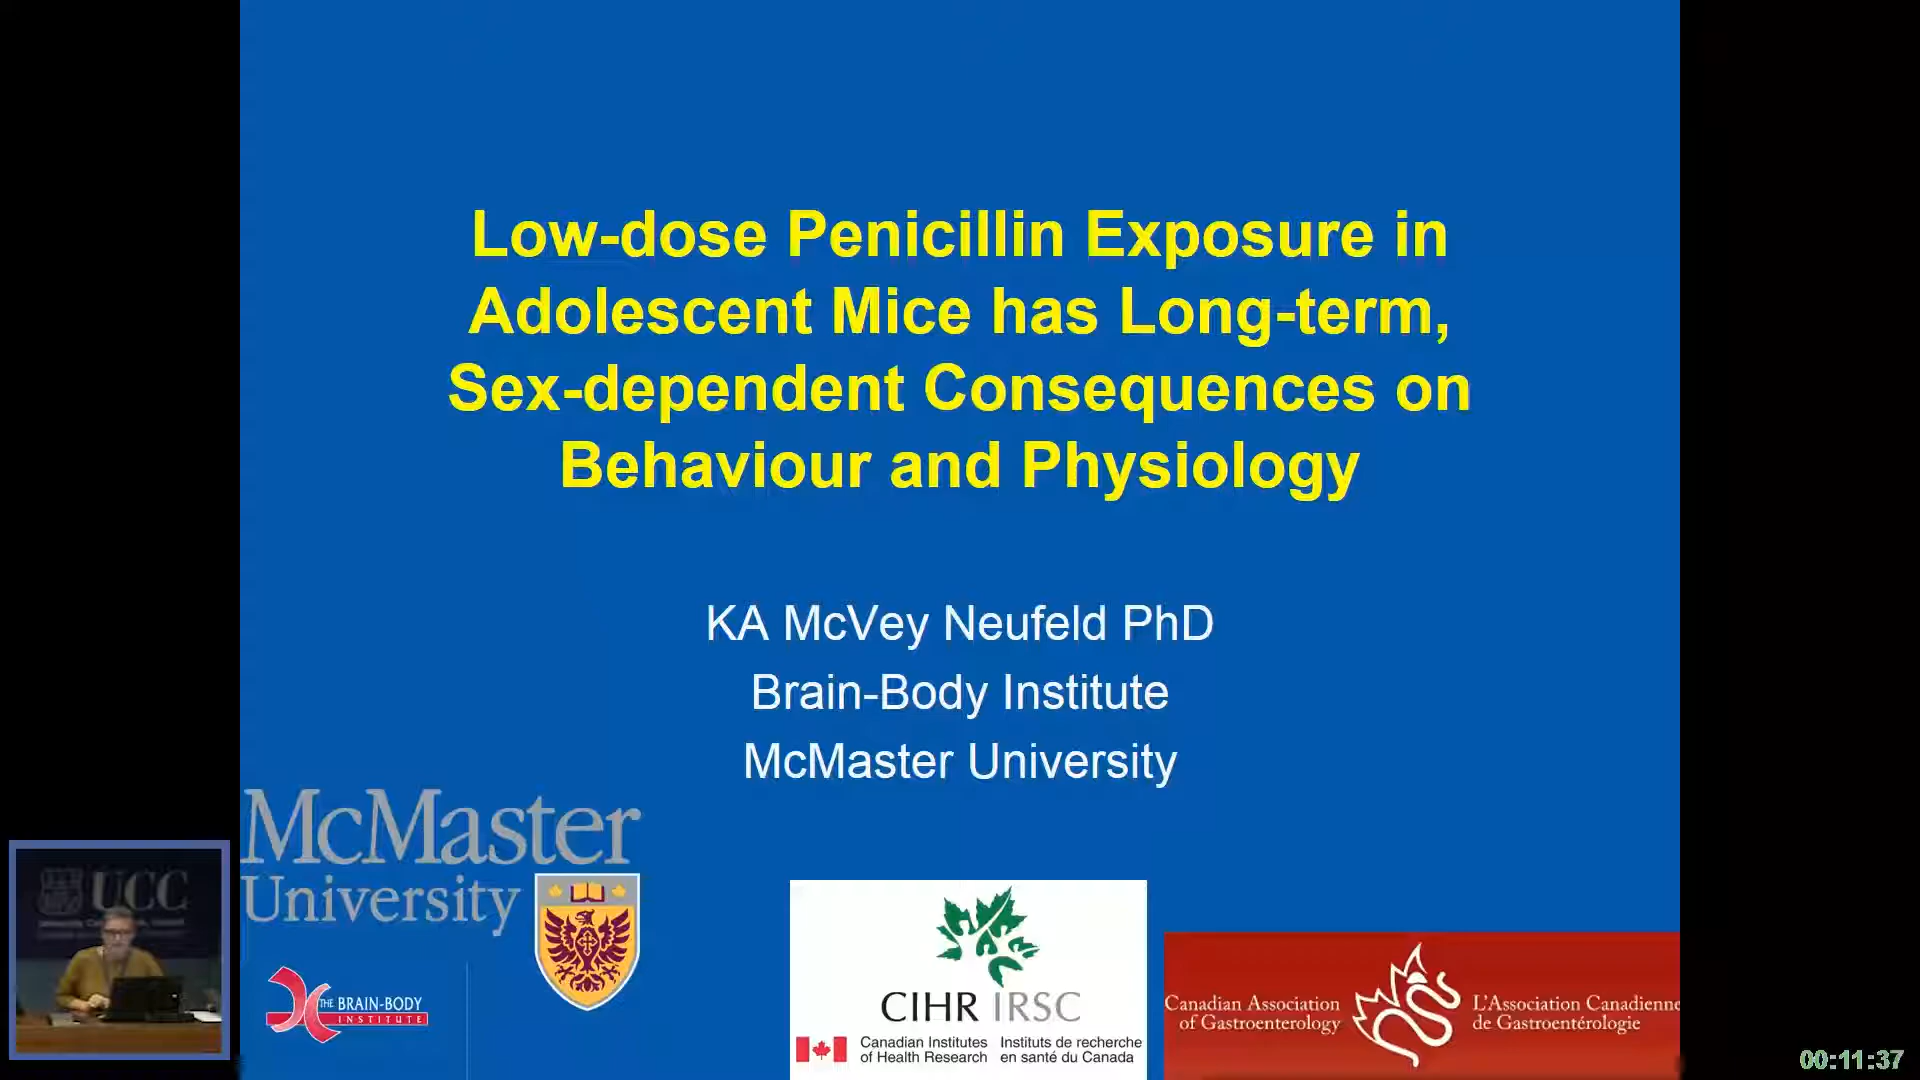 Low-dose Penicillin Exposure in
Adolescent Mice has Long-term,
Sex-dependent Consequences on
Behaviour and Physiology
KA McVey Neufeld PhD
Brain-Body Institute
McMaster University
McMaster
University
THE BRAIN-BODY
INSTITUTE
UCC
CIHR IRSC
Canadian Institutes
of Health Research
Instituts de recherche
en santé du Canada
Canadian Association
of Gastroenterology
L'Association Canadienne
de Gastroentérologie
00:11:37